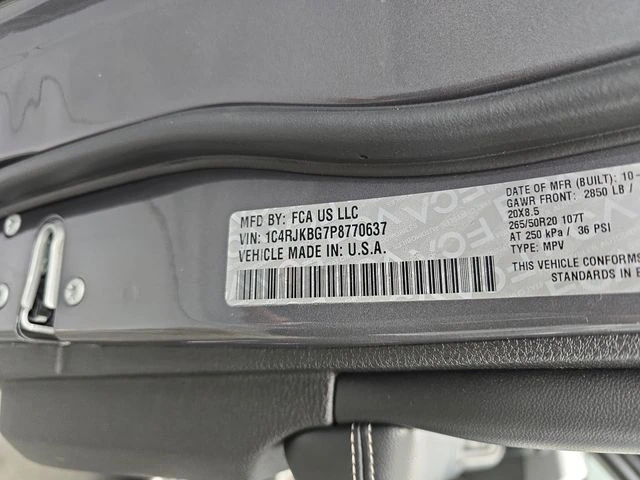 MFD BY: FCA US LLC
VIN: 1C4RJKBG7P8770637
VEHICLE MADE IN: U.S.A.
DATE OF MFR (BUILT): 10-
GAWR FRONT: 2850 LB /
20X8.5
265/50R20 107T
AT 250 kPa / 36 PSI
TYPE: MPV
THIS VEHICLE CONFORMS
STANDARDS IN